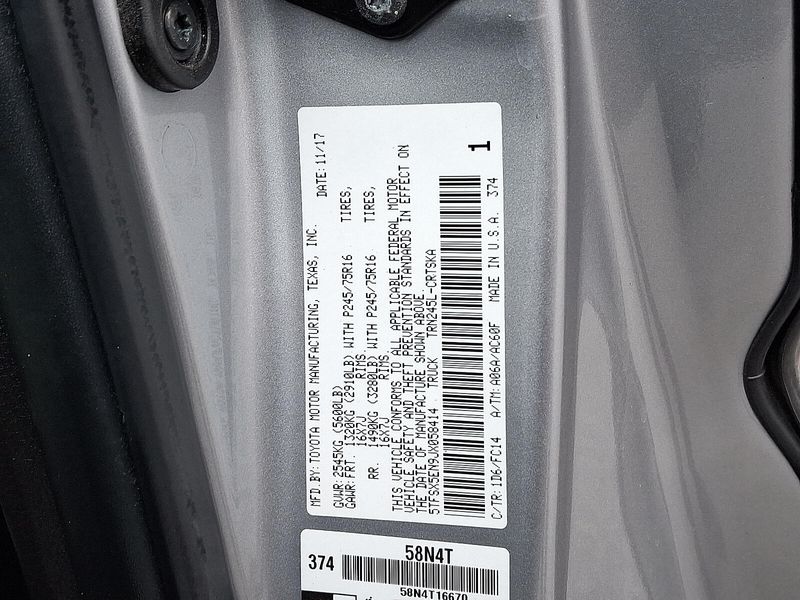 MFD.BY:TOYOTA MOTOR MANUFACTURING, TEXAS, INC. DATE:11/17
GVWR:2545KG (5600LB)
GAWR:FRT. 1320KG (2910LB) WITH P245/75R16 TIRES,
16X7J RIMS
RR. 1490KG (3280LB) WITH P245/75R16 TIRES,
16X7J RIMS
THIS VEHICLE CONFORMS TO ALL APPLICABLE FEDERAL MOTOR
VEHICLE SAFETY AND THEFT PREVENTION STANDARDS IN EFFECT ON
THE DATE OF MANUFACTURE SHOWN ABOVE.
5TFSX5EN9JX058414 TRUCK TRN245L-CRTSKA
1
C/TR:1D6/FC14 A/TM:A06A/AC60F MADE IN U.S.A. 374
374 58N4T
58N4T16670